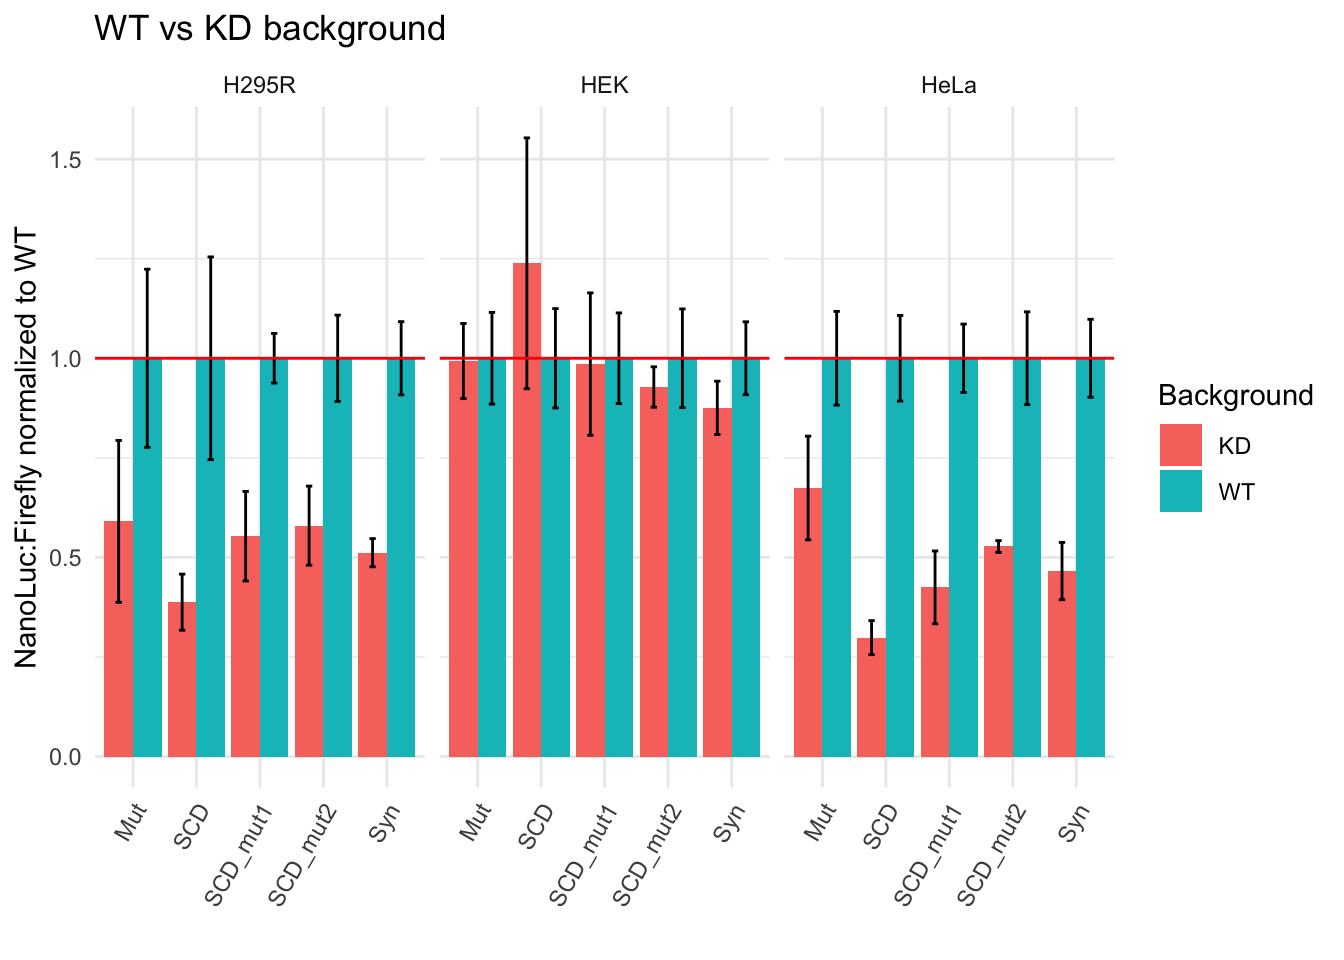 WT vs KD background
H295R HEK HeLa
NanoLuc:Firefly normalized to WT
1.5
1.0
0.5
0.0
Mut SCD SCD_mut1 SCD_mut2 Syn Mut SCD SCD_mut1 SCD_mut2 Syn Mut SCD SCD_mut1 SCD_mut2 Syn
Background
KD
WT